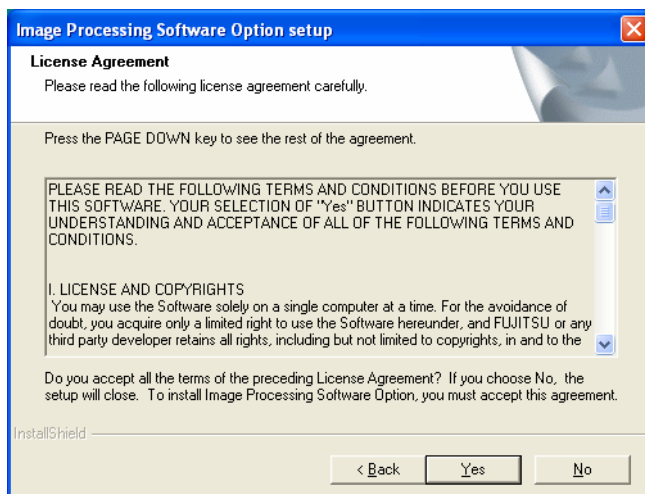 Image Processing Software Option setup
License Agreement
Please read the following license agreement carefully.
Press the PAGE DOWN key to see the rest of the agreement.
PLEASE READ THE FOLLOWING TERMS AND CONDITIONS BEFORE YOU USE
THIS SOFTWARE. YOUR SELECTION OF "Yes" BUTTON INDICATES YOUR
UNDERSTANDING AND ACCEPTANCE OF ALL OF THE FOLLOWING TERMS AND
CONDITIONS.
I. LICENSE AND COPYRIGHTS
You may use the Software solely on a single computer at a time. For the avoidance of
doubt, you acquire only a limited right to use the Software hereunder, and FUJITSU or any
third party developer retains all rights, including but not limited to copyrights, in and to the
Do you accept all the terms of the preceding License Agreement? If you choose No, the
setup will close. To install Image Processing Software Option, you must accept this agreement.
InstallShield
< Back Yes No